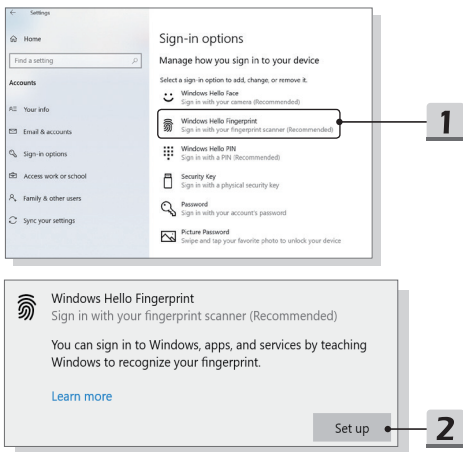 ← Settings
Home
Find a setting
Accounts
Your info
Email & accounts
Sign-in options
Access work or school
Family & other users
Sync your settings
Sign-in options
Manage how you sign in to your device
Select a sign-in option to add, change, or remove it.
Windows Hello Face
Sign in with your camera (Recommended)
Windows Hello Fingerprint
Sign in with your fingerprint scanner (Recommended)
Windows Hello PIN
Sign in with a PIN (Recommended)
Security Key
Sign in with a physical security key
Password
Sign in with your account's password
Picture Password
Swipe and tap your favorite photo to unlock your device
1
Windows Hello Fingerprint
Sign in with your fingerprint scanner (Recommended)
You can sign in to Windows, apps, and services by teaching
Windows to recognize your fingerprint.
Learn more
Set up
2